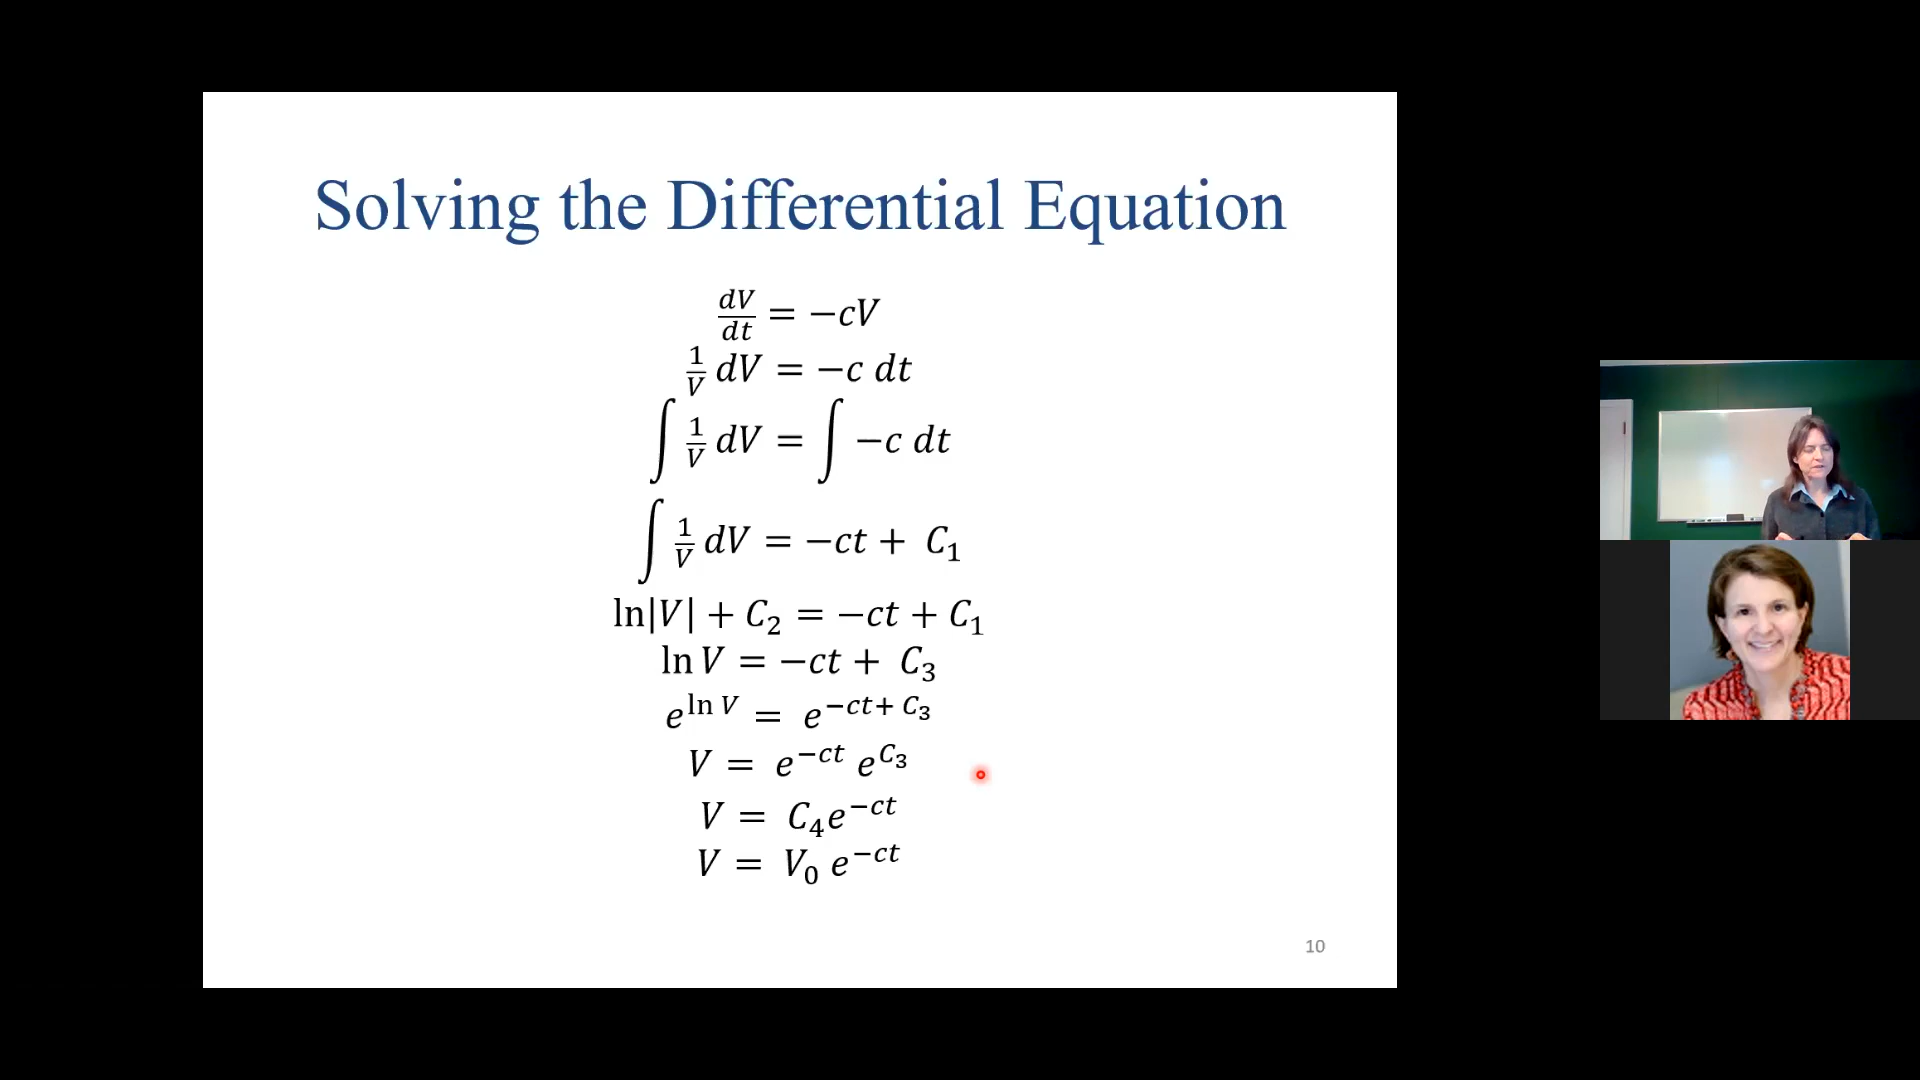 Solving the Differential Equation
dV/dt = −cV
1/V dV = −c dt
∫ 1/V dV = ∫ −c dt
∫ 1/V dV = −ct + C₁
ln|V| + C₂ = −ct + C₁
ln V = −ct + C₃
e^(ln V) = e^(−ct + C₃)
V = e^(−ct) e^(C₃)
V = C₄e^(−ct)
V = V₀ e^(−ct)
10